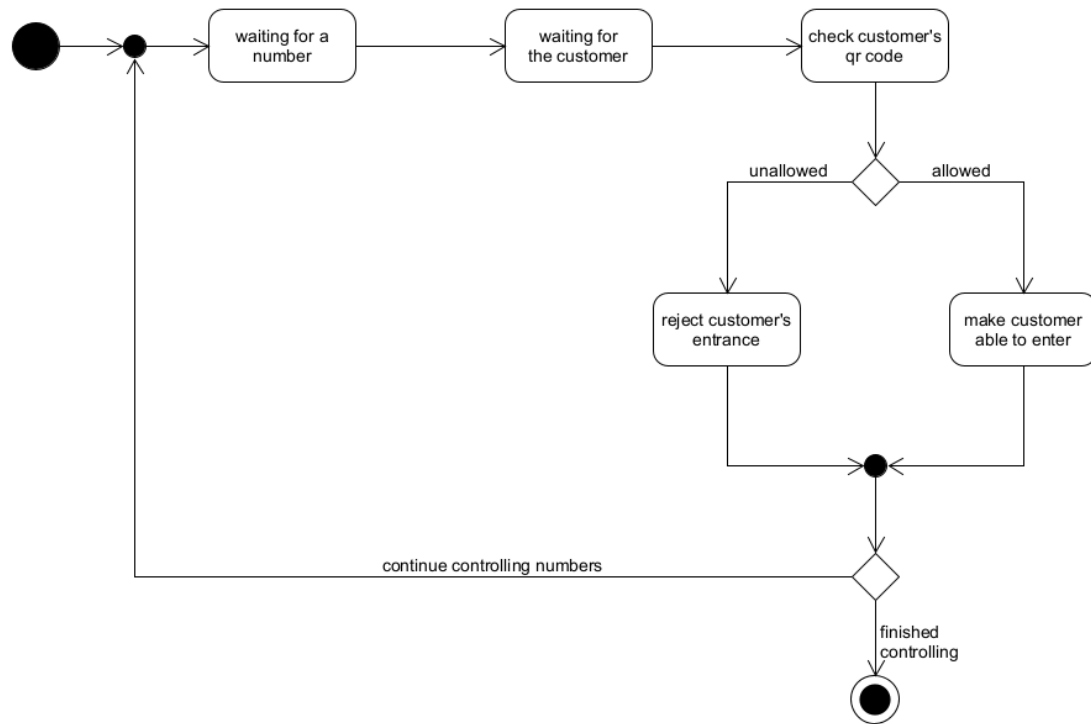 waiting for a
number
waiting for
the customer
check customer's
qr code
unallowed
allowed
reject customer's
entrance
make customer
able to enter
continue controlling numbers
finished
controlling